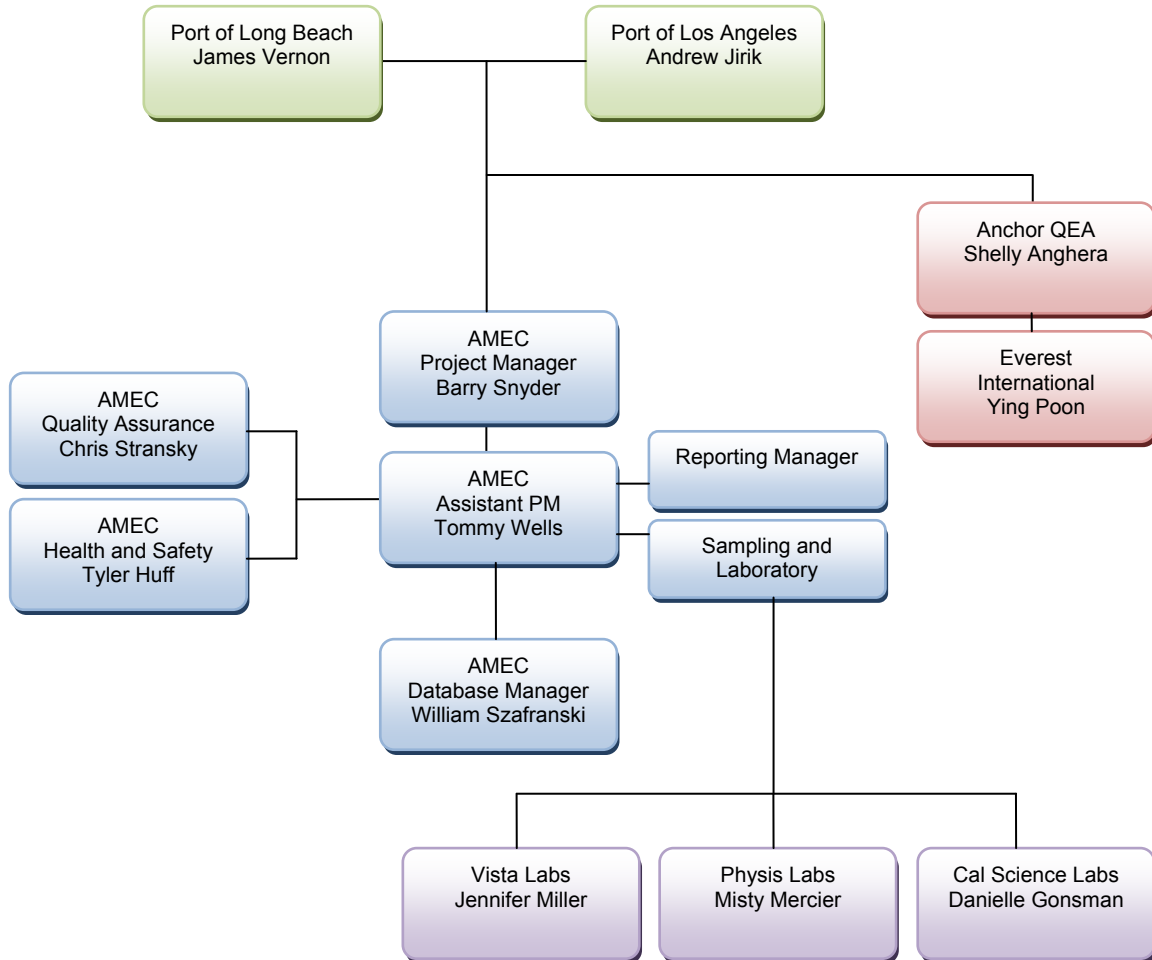 Port of Long Beach
James Vernon
Port of Los Angeles
Andrew Jirik
Anchor QEA
Shelly Anghera
Everest
International
Ying Poon
AMEC
Project Manager
Barry Snyder
AMEC
Quality Assurance
Chris Stransky
AMEC
Health and Safety
Tyler Huff
AMEC
Assistant PM
Tommy Wells
Reporting Manager
Sampling and
Laboratory
AMEC
Database Manager
William Szafranski
Vista Labs
Jennifer Miller
Physis Labs
Misty Mercier
Cal Science Labs
Danielle Gonsman